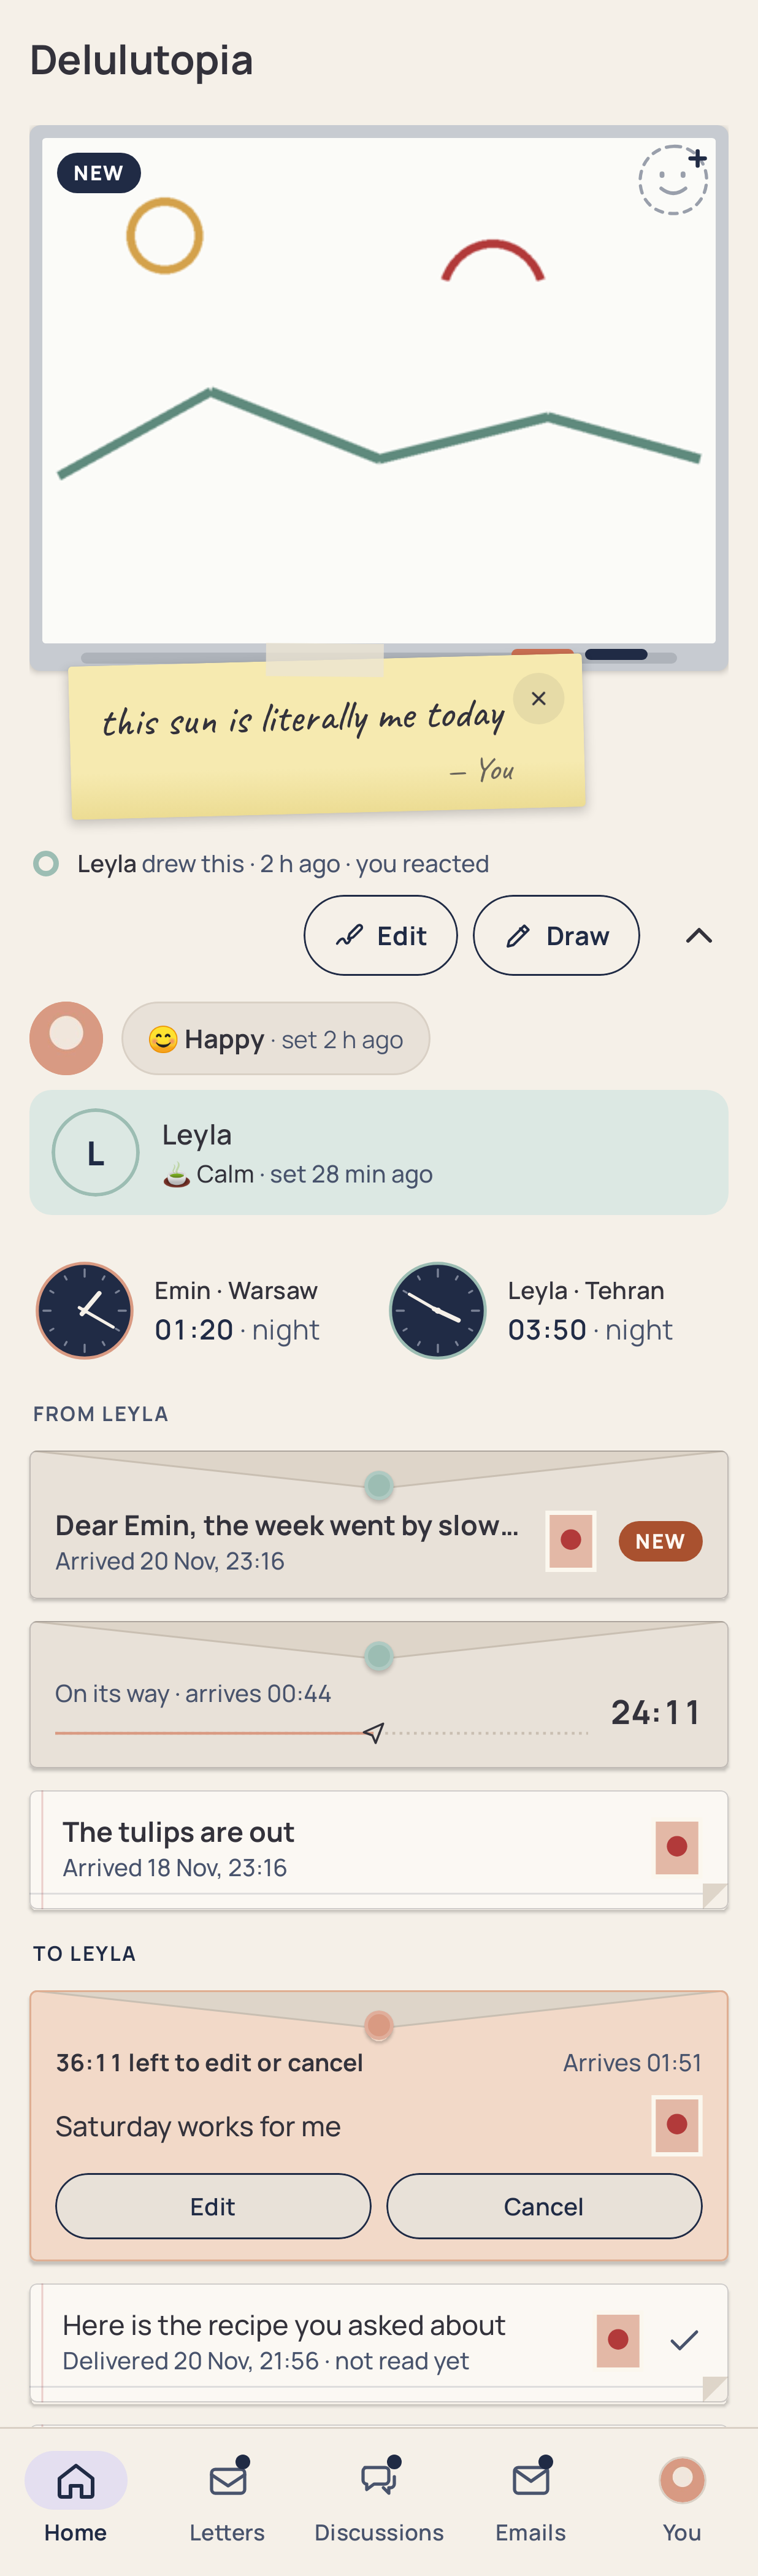 Delulutopia
NEW
this sun is literally me today
– You
Leyla drew this · 2 h ago · you reacted
Edit
Draw
😊 Happy · set 2 h ago
L
Leyla
🍵 Calm · set 28 min ago
Emin · Warsaw
01:20 · night
Leyla · Tehran
03:50 · night
FROM LEYLA
Dear Emin, the week went by slow…
Arrived 20 Nov, 23:16
NEW
On its way · arrives 00:44
24:11
The tulips are out
Arrived 18 Nov, 23:16
TO LEYLA
36:11 left to edit or cancel
Arrives 01:51
Saturday works for me
Edit
Cancel
Here is the recipe you asked about
Delivered 20 Nov, 21:56 · not read yet
Home
Letters
Discussions
Emails
You